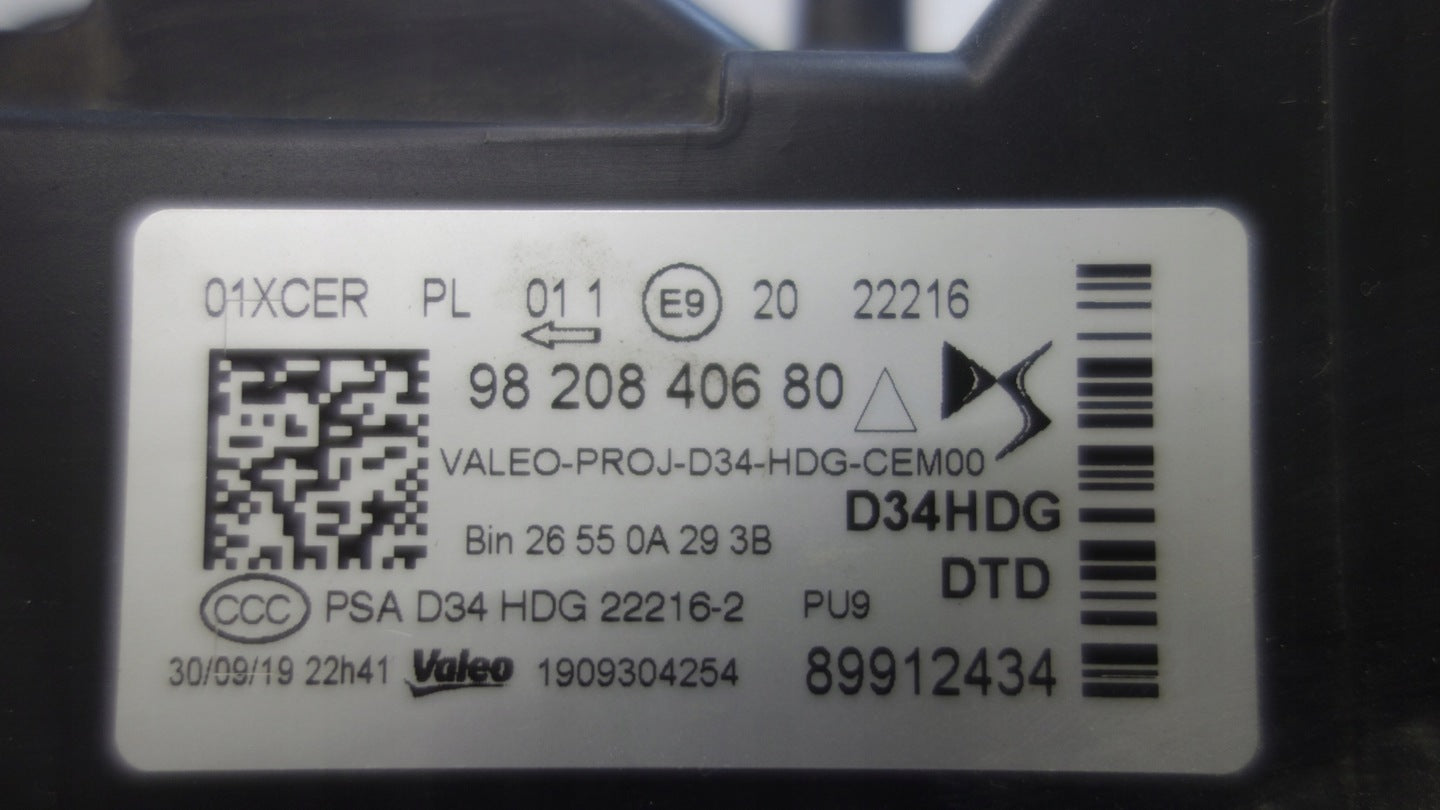 01XCER PL 01 1 E9 20 22216
98 208 406 80
VALEO-PROJ-D34-HDG-CEM00
D34HDG
Bin 26 55 0A 29 3B
DTD
CCC PSA D34 HDG 22216-2 PU9
30/09/19 22h41 Valeo 1909304254 89912434